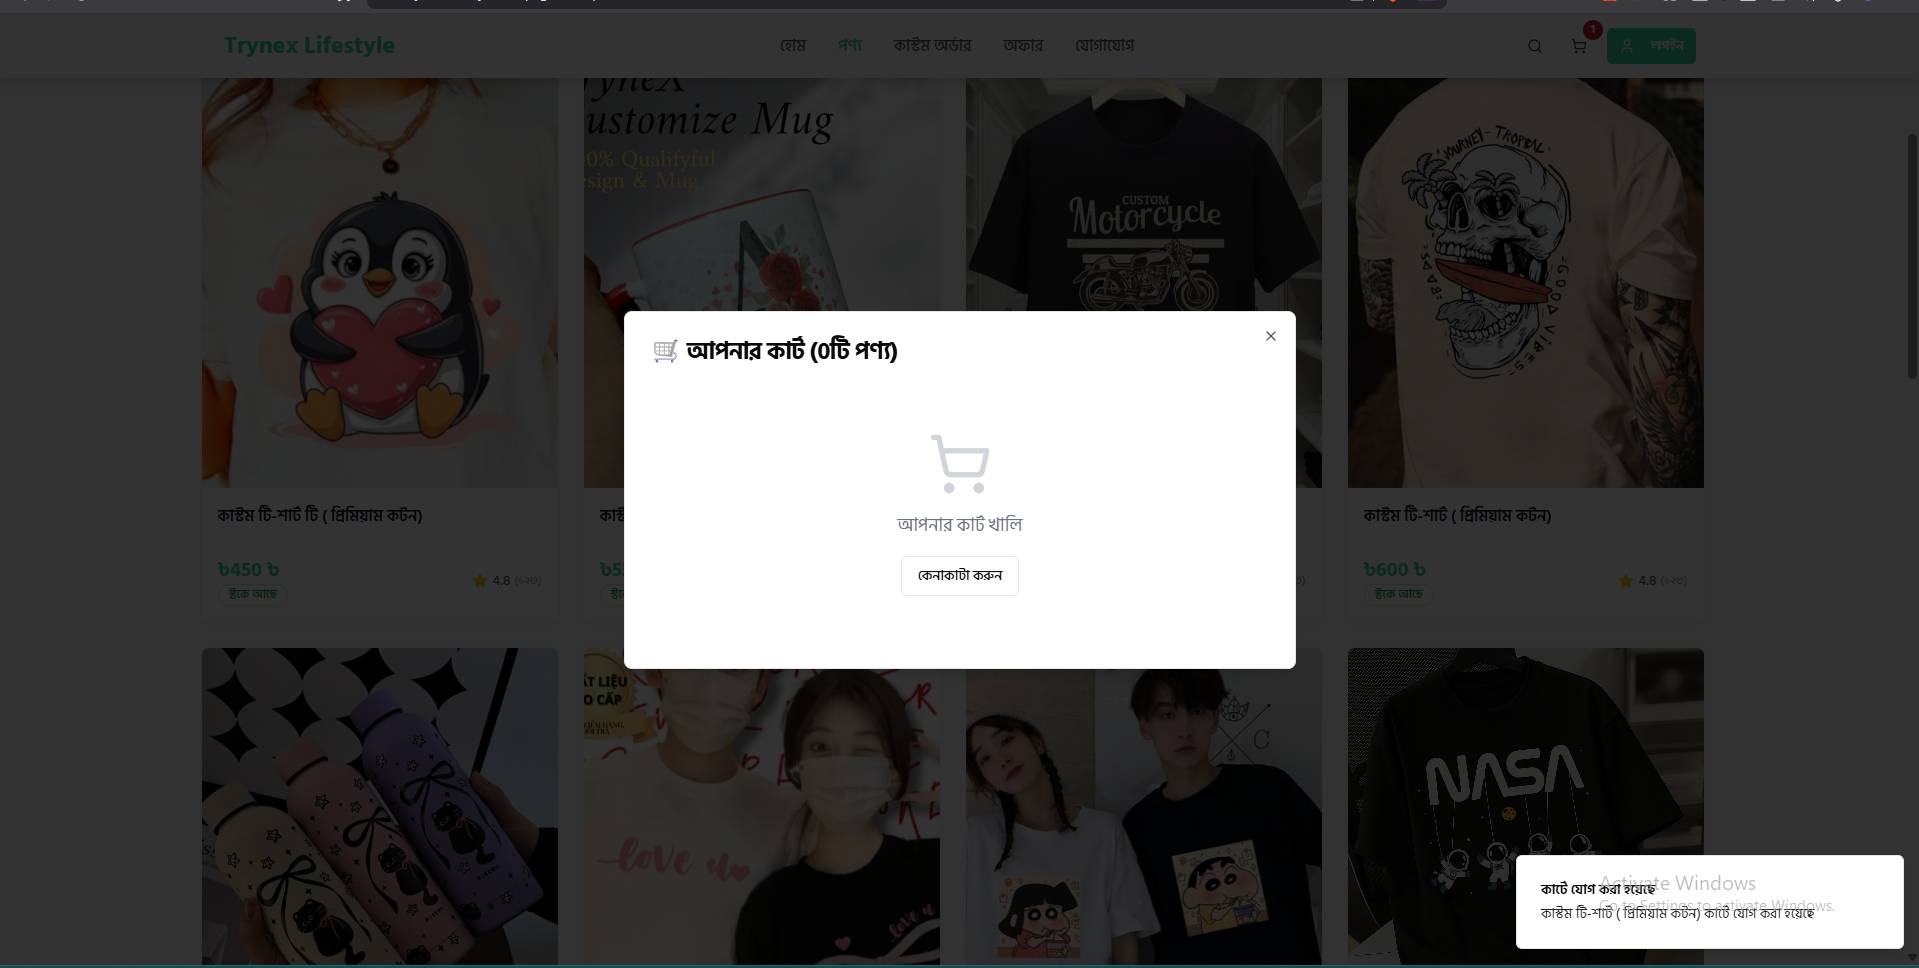 Trynex Lifestyle
হোম
পণ্য
কাস্টম অর্ডার
অফার
যোগাযোগ
1
লগইন
ustomize Mug
0% Qualifyful
sign & Mug
CUSTOM
Motorcycle
JOURNEY - TROPICAL
GOOD VIBES
🛒 আপনার কার্ট (0টি পণ্য)
আপনার কার্ট খালি
কেনাকাটা করুন
কাস্টম টি-শার্ট টি ( প্রিমিয়াম কটন)
কাস্টম টি-শার্ট ( প্রিমিয়াম কটন)
৳450 ৳
4.8 (৬২৩)
স্টকে আছে
৳600 ৳
4.8 (৬২৩)
স্টকে আছে
ẤT LIỆU
O CẤP
love u
love u
C
NASA
কার্টে যোগ করা হয়েছে
কাস্টম টি-শার্ট ( প্রিমিয়াম কটন) কার্টে যোগ করা হয়েছে
Activate Windows
Go to Settings to activate Windows.